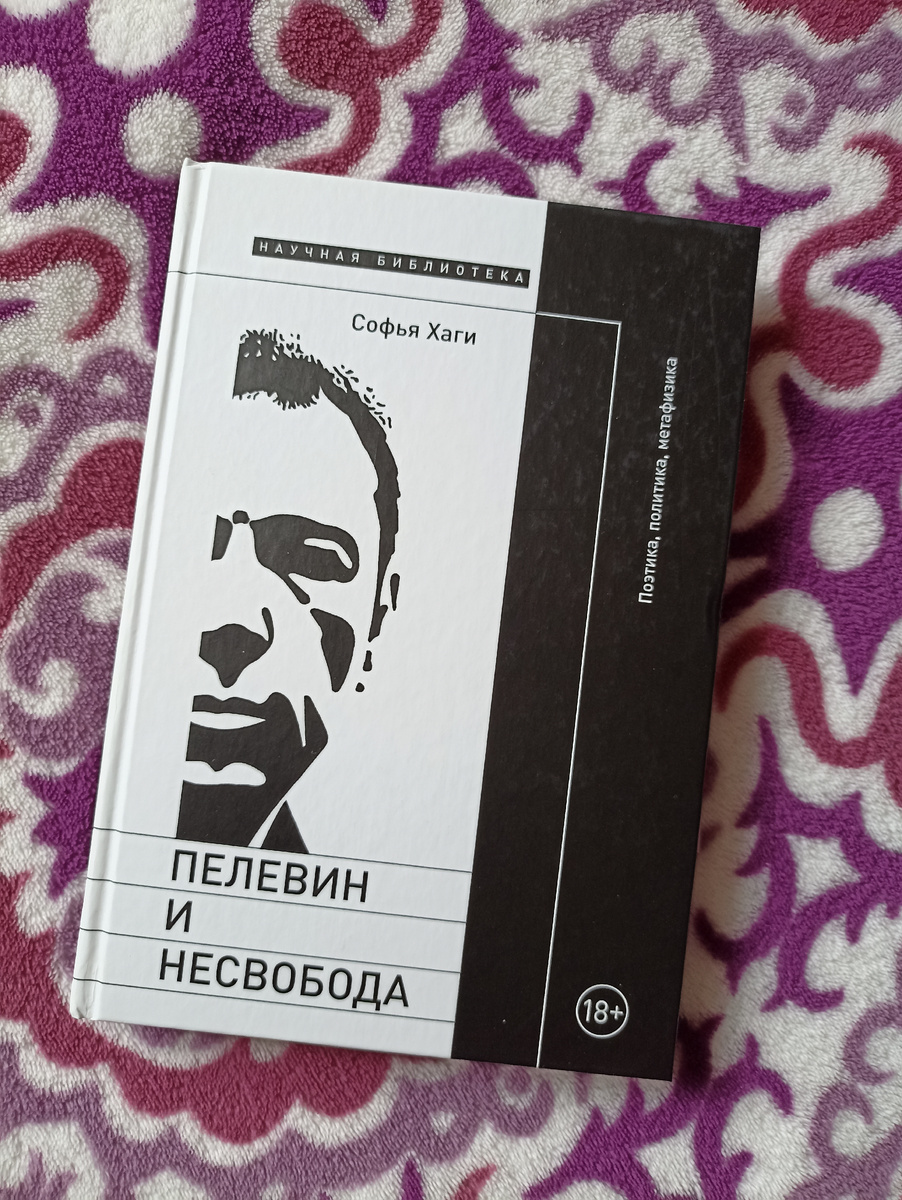 НАУЧНАЯ БИБЛИОТЕКА
Софья Хаги
Поэтика, политика, метафизика
ПЕЛЕВИН
И
НЕСВОБОДА
18+